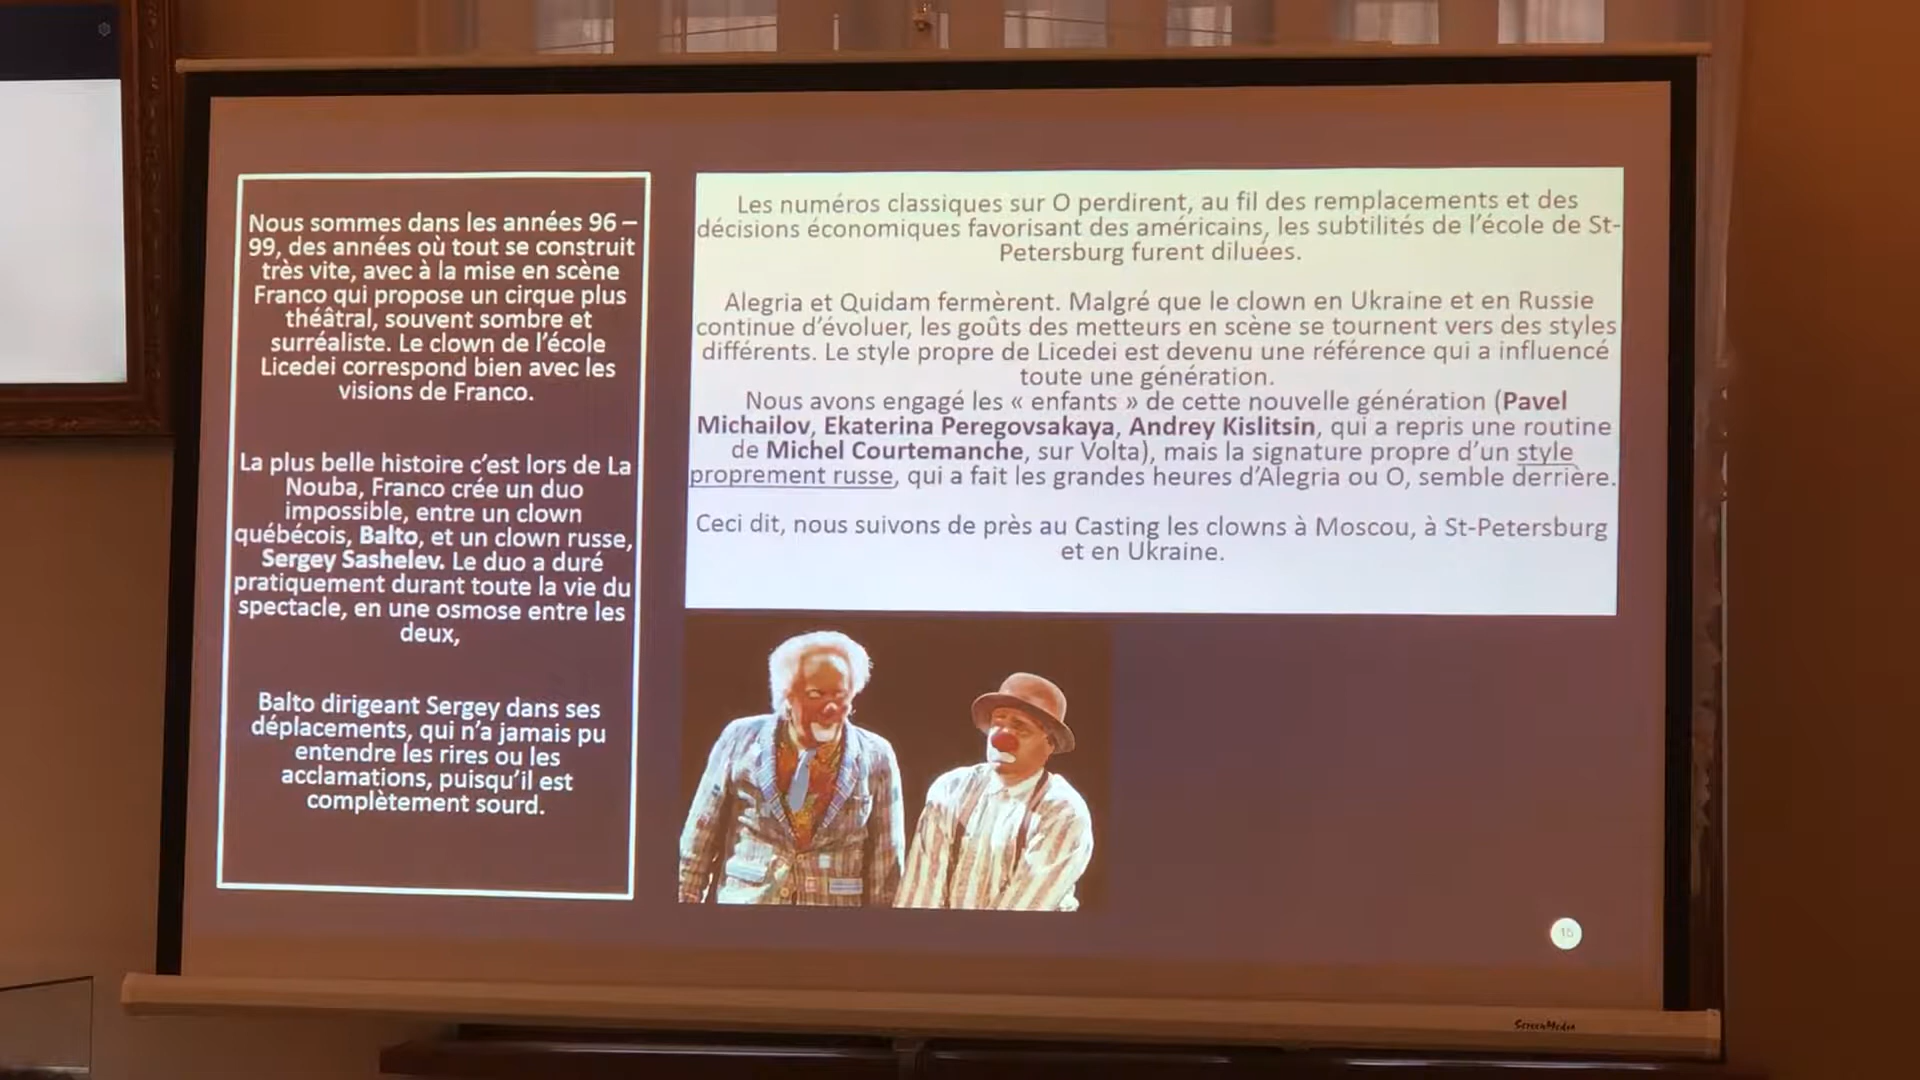 Nous sommes dans les années 96 –
99, des années où tout se construit
très vite, avec à la mise en scène
Franco qui propose un cirque plus
théâtral, souvent sombre et
surréaliste. Le clown de l'école
Licedei correspond bien avec les
visions de Franco.
La plus belle histoire c'est lors de La
Nouba, Franco crée un duo
impossible, entre un clown
québécois, Balto, et un clown russe,
Sergey Sashelev. Le duo a duré
pratiquement durant toute la vie du
spectacle, en une osmose entre les
deux,
Balto dirigeant Sergey dans ses
déplacements, qui n'a jamais pu
entendre les rires ou les
acclamations, puisqu'il est
complètement sourd.
Les numéros classiques sur O perdirent, au fil des remplacements et des
décisions économiques favorisant des américains, les subtilités de l'école de St-
Petersburg furent diluées.
Alegria et Quidam fermèrent. Malgré que le clown en Ukraine et en Russie
continue d'évoluer, les goûts des metteurs en scène se tournent vers des styles
différents. Le style propre de Licedei est devenu une référence qui a influencé
toute une génération.
Nous avons engagé les « enfants » de cette nouvelle génération (Pavel
Michailov, Ekaterina Peregovsakaya, Andrey Kislitsin, qui a repris une routine
de Michel Courtemanche, sur Volta), mais la signature propre d'un style
proprement russe, qui a fait les grandes heures d'Alegria ou O, semble derrière.
Ceci dit, nous suivons de près au Casting les clowns à Moscou, à St-Petersburg
et en Ukraine.
15
ScreenMedia